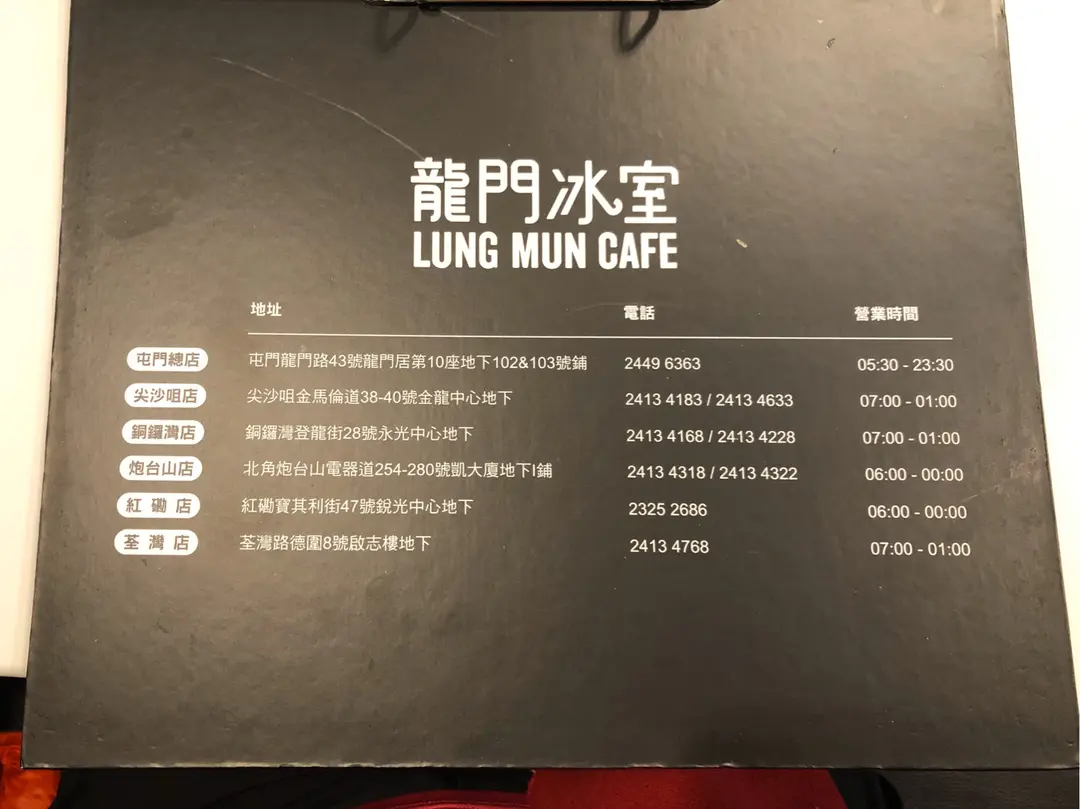 龍門冰室
LUNG MUN CAFE
地址 電話 營業時間
屯門總店 屯門龍門路43號龍門居第10座地下102&103號鋪 2449 6363 05:30 - 23:30
尖沙咀店 尖沙咀金馬倫道38-40號金龍中心地下 2413 4183 / 2413 4633 07:00 - 01:00
銅鑼灣店 銅鑼灣登龍街28號永光中心地下 2413 4168 / 2413 4228 07:00 - 01:00
炮台山店 北角炮台山電器道254-280號凱大廈地下I鋪 2413 4318 / 2413 4322 06:00 - 00:00
紅磡店 紅磡寶其利街47號銳光中心地下 2325 2686 06:00 - 00:00
荃灣店 荃灣路德圍8號啟志樓地下 2413 4768 07:00 - 01:00